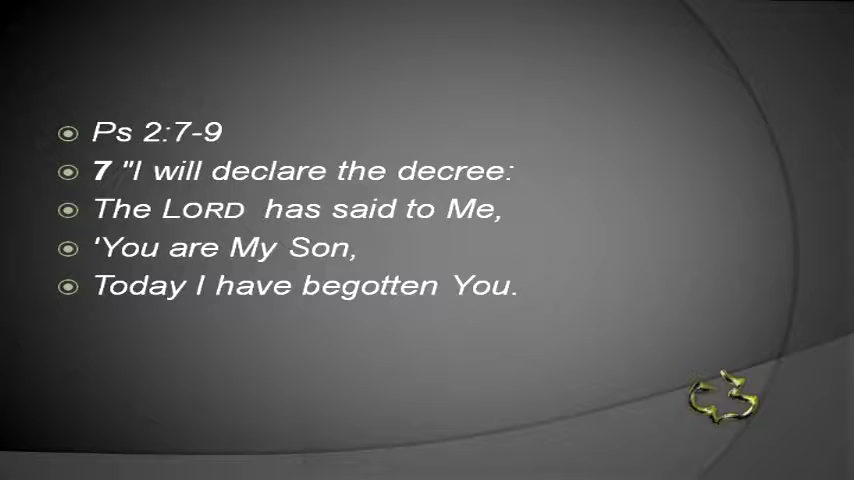 Ps 2:7-9
7 "I will declare the decree:
The LORD has said to Me,
'You are My Son,
Today I have begotten You.